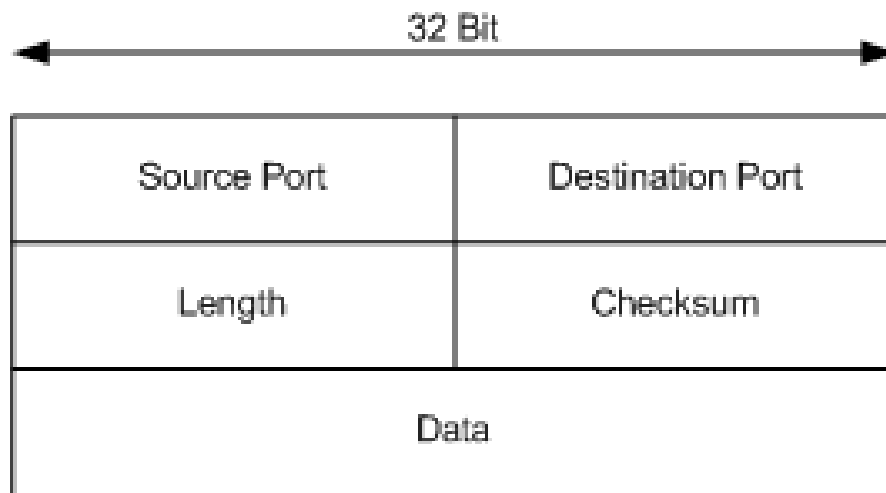 32 Bit
Source Port
Destination Port
Length
Checksum
Data